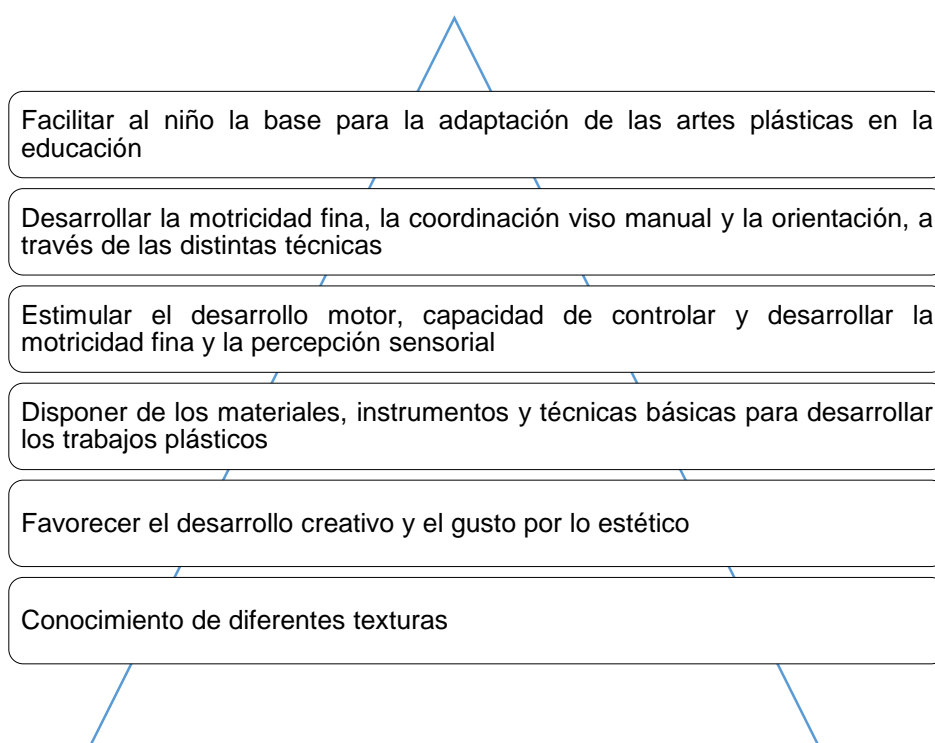 Facilitar al niño la base para la adaptación de las artes plásticas en la
educación
Desarrollar la motricidad fina, la coordinación viso manual y la orientación, a
través de las distintas técnicas
Estimular el desarrollo motor, capacidad de controlar y desarrollar la
motricidad fina y la percepción sensorial
Disponer de los materiales, instrumentos y técnicas básicas para desarrollar
los trabajos plásticos
Favorecer el desarrollo creativo y el gusto por lo estético
Conocimiento de diferentes texturas